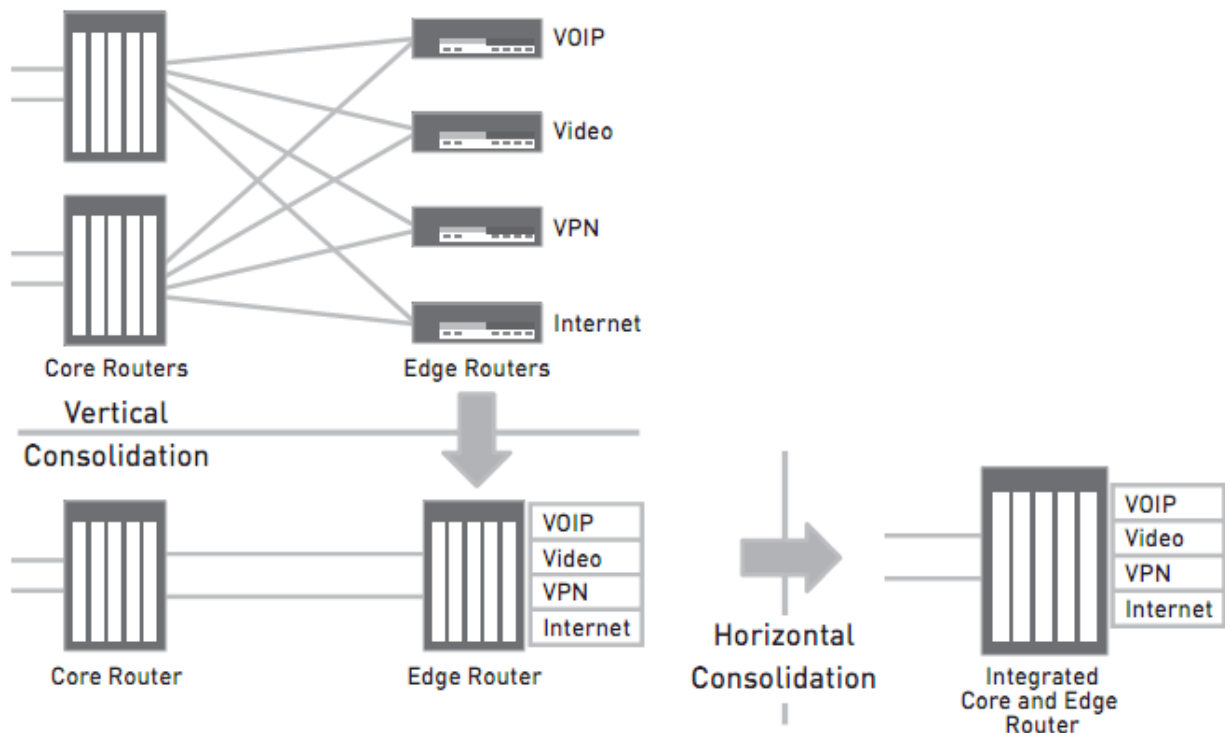 VOIP
Video
VPN
Internet
Core Routers
Edge Routers
Vertical
Consolidation
VOIP
Video
VPN
Internet
Core Router
Edge Router
Horizontal
Consolidation
VOIP
Video
VPN
Internet
Integrated
Core and Edge
Router